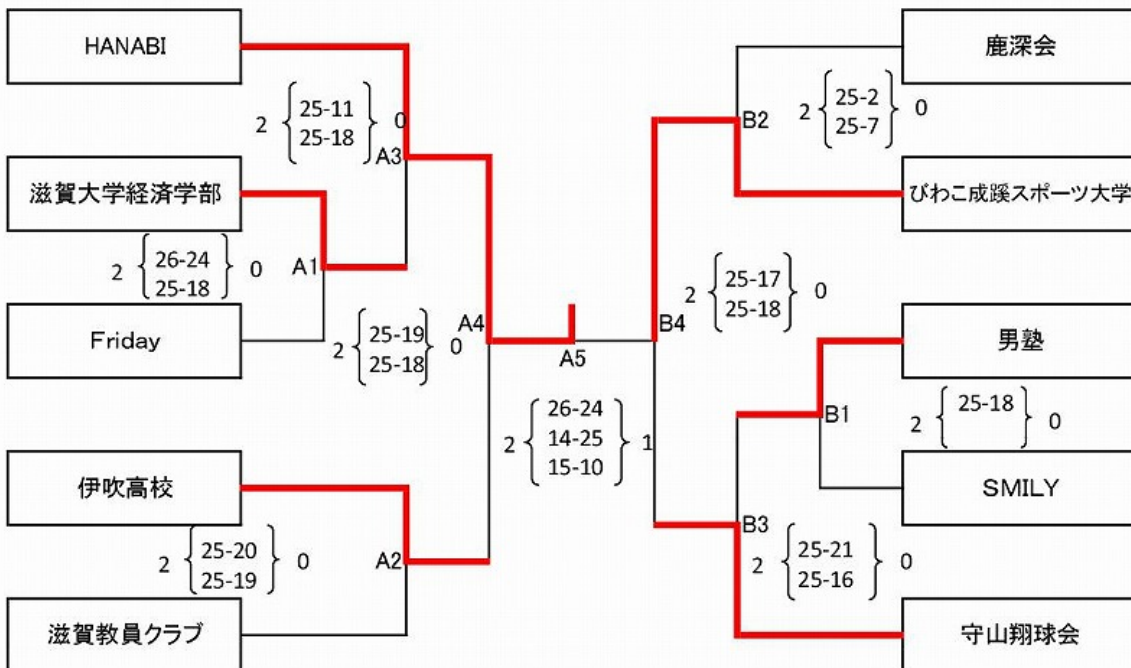 HANABI
鹿深会
2 { 25-11 25-18 } 0
2 { 25-2 25-7 } 0
A3
B2
滋賀大学経済学部
びわこ成蹊スポーツ大学
2 { 26-24 25-18 } 0
A1
2 { 25-17 25-18 } 0
Friday
2 { 25-19 25-18 } 0
A4
A5
B4
男塾
2 { 26-24 14-25 15-10 } 1
B1
2 { 25-18 } 0
伊吹高校
SMILY
2 { 25-20 25-19 } 0
A2
B3
2 { 25-21 25-16 } 0
滋賀教員クラブ
守山翔球会